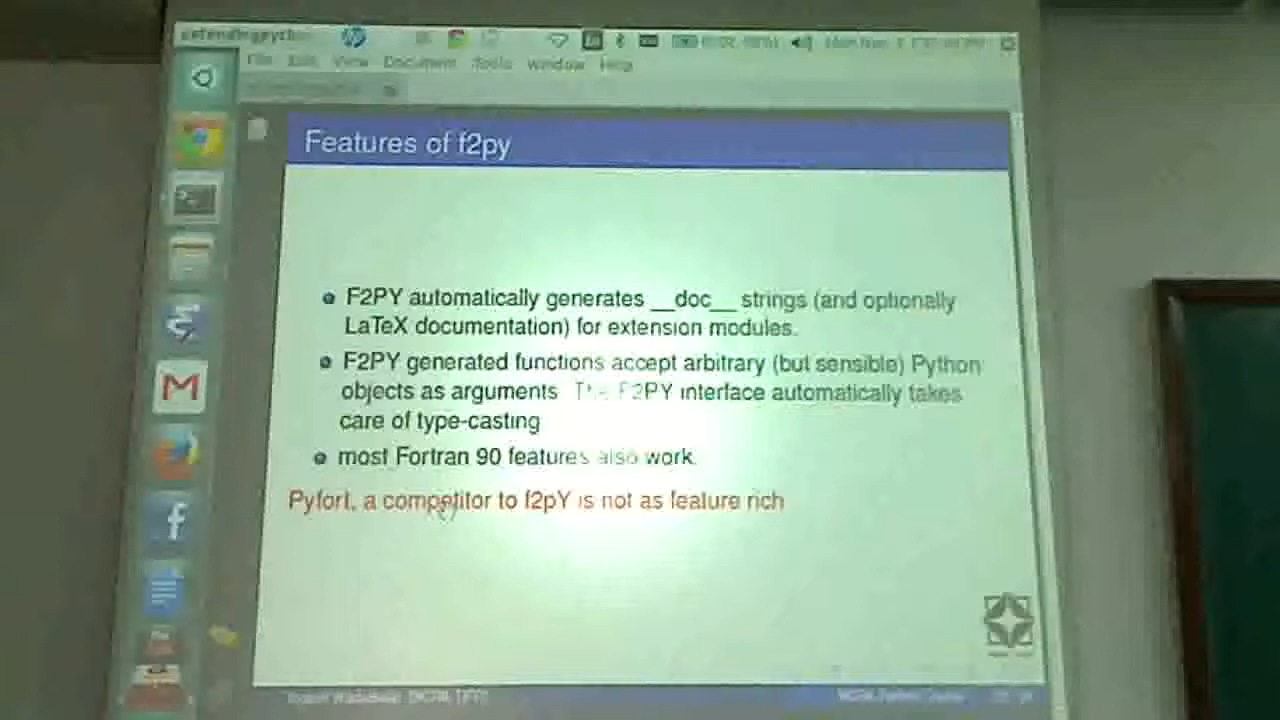 File Edit View Document Tools Window Help
Features of f2py
F2PY automatically generates __doc__ strings (and optionally
LaTeX documentation) for extension modules.
F2PY generated functions accept arbitrary (but sensible) Python
objects as arguments The F2PY interface automatically takes
care of type-casting
most Fortran 90 features also work.
Pyfort, a competitor to f2pY is not as feature rich